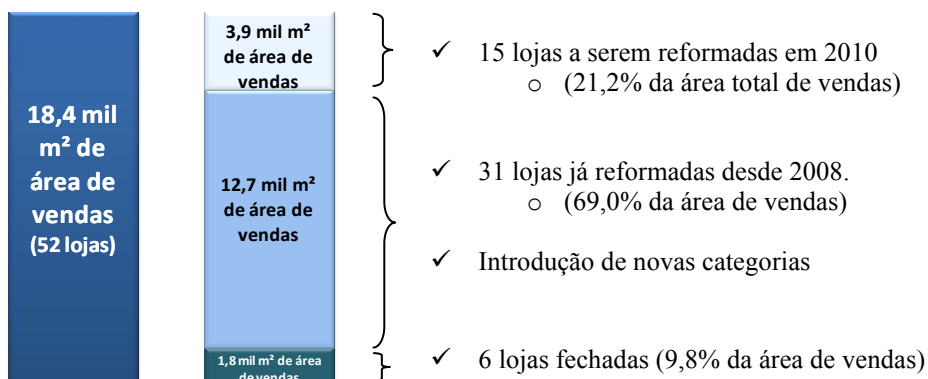 18,4 mil
m² de
área de
vendas
(52 lojas)
3,9 mil m²
de área de
vendas
12,7 mil m²
de área de
vendas
1,8 mil m² de área
de vendas
✓ 15 lojas a serem reformadas em 2010
o (21,2% da área total de vendas)
✓ 31 lojas já reformadas desde 2008.
o (69,0% da área de vendas)
✓ Introdução de novas categorias
✓ 6 lojas fechadas (9,8% da área de vendas)